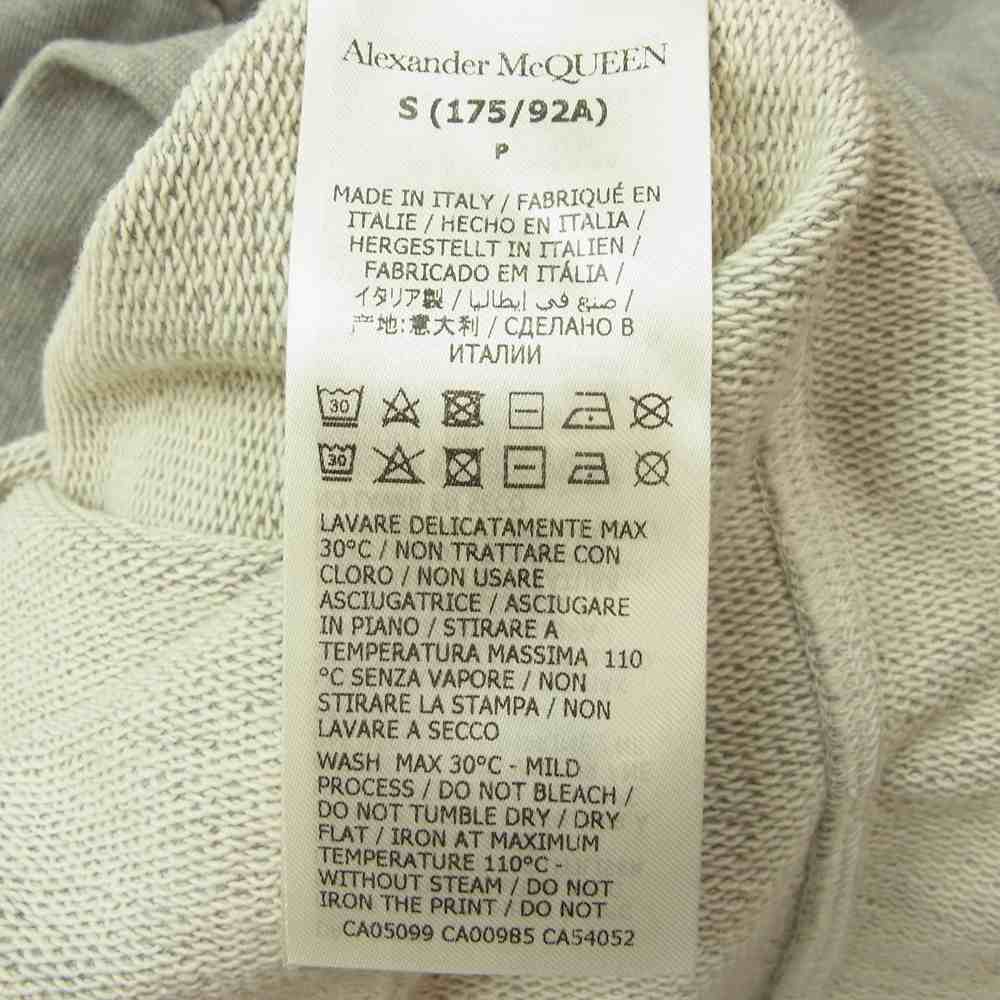 Alexander McQUEEN
S (175/92A)
P
MADE IN ITALY / FABRIQUÉ EN
ITALIE / HECHO EN ITALIA /
HERGESTELLT IN ITALIEN /
FABRICADO EM ITÁLIA /
イタリア製 / صنع في إيطاليا /
产地:意大利 / СДЕЛАНО В
ИТАЛИИ
30
30
LAVARE DELICATAMENTE MAX
30°C / NON TRATTARE CON
CLORO / NON USARE
ASCIUGATRICE / ASCIUGARE
IN PIANO / STIRARE A
TEMPERATURA MASSIMA 110
°C SENZA VAPORE / NON
STIRARE LA STAMPA / NON
LAVARE A SECCO
WASH MAX 30°C - MILD
PROCESS / DO NOT BLEACH /
DO NOT TUMBLE DRY / DRY
FLAT / IRON AT MAXIMUM
TEMPERATURE 110°C -
WITHOUT STEAM / DO NOT
IRON THE PRINT / DO NOT
CA05099 CA00985 CA54052